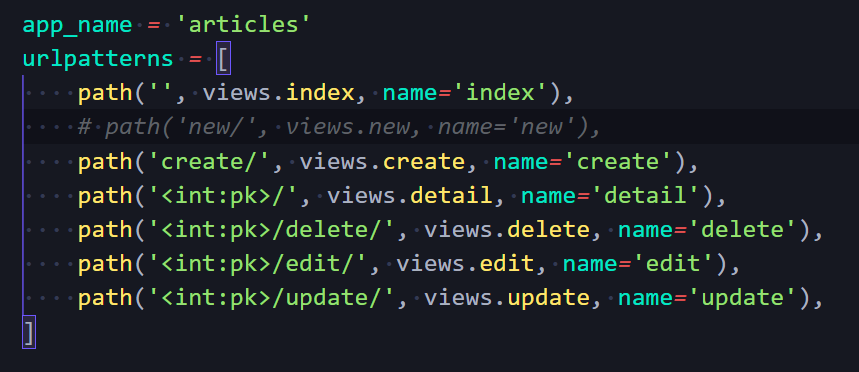 app_name = 'articles'
urlpatterns = [
    path('', views.index, name='index'),
    # path('new/', views.new, name='new'),
    path('create/', views.create, name='create'),
    path('<int:pk>/', views.detail, name='detail'),
    path('<int:pk>/delete/', views.delete, name='delete'),
    path('<int:pk>/edit/', views.edit, name='edit'),
    path('<int:pk>/update/', views.update, name='update'),
]